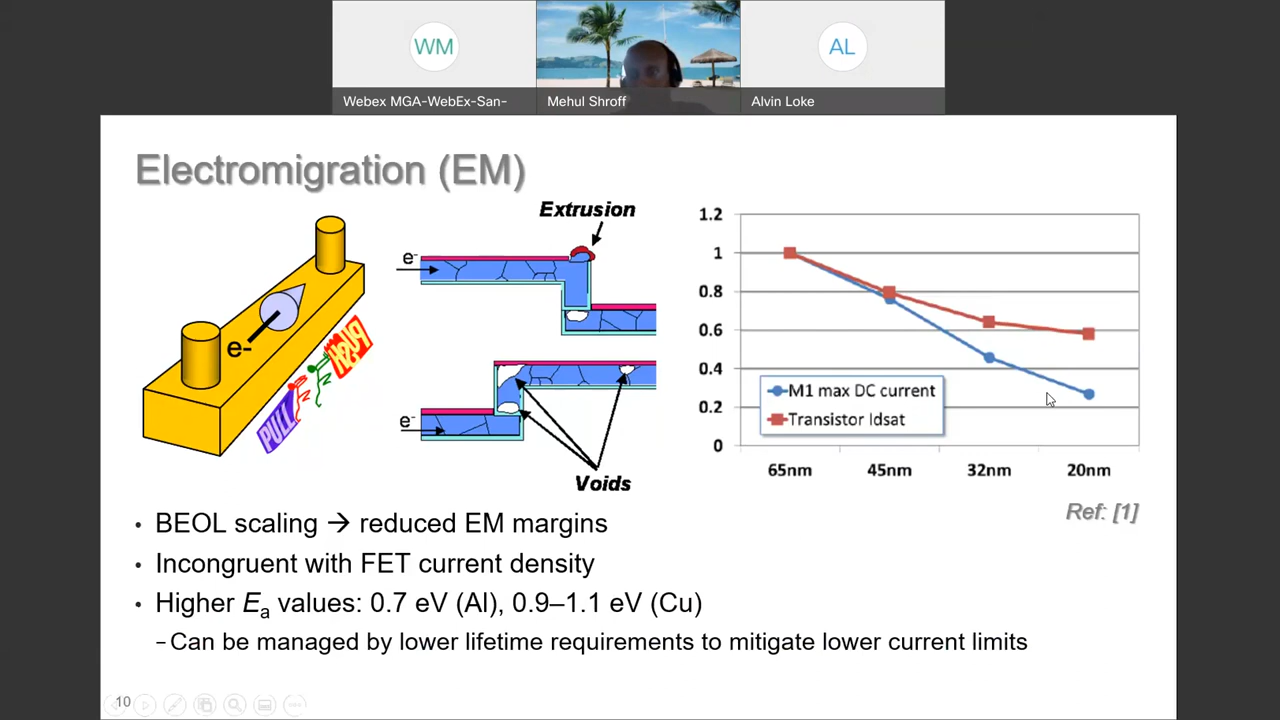 WM
AL
Webex MGA-WebEx-San-
Mehul Shroff
Alvin Loke
Electromigration (EM)
Extrusion
e-
e-
PULL
PUSH
e-
Voids
1.2
1
0.8
0.6
0.4
0.2
0
M1 max DC current
Transistor Idsat
65nm
45nm
32nm
20nm
Ref: [1]
• BEOL scaling → reduced EM margins
• Incongruent with FET current density
• Higher Ea values: 0.7 eV (Al), 0.9–1.1 eV (Cu)
–Can be managed by lower lifetime requirements to mitigate lower current limits
10